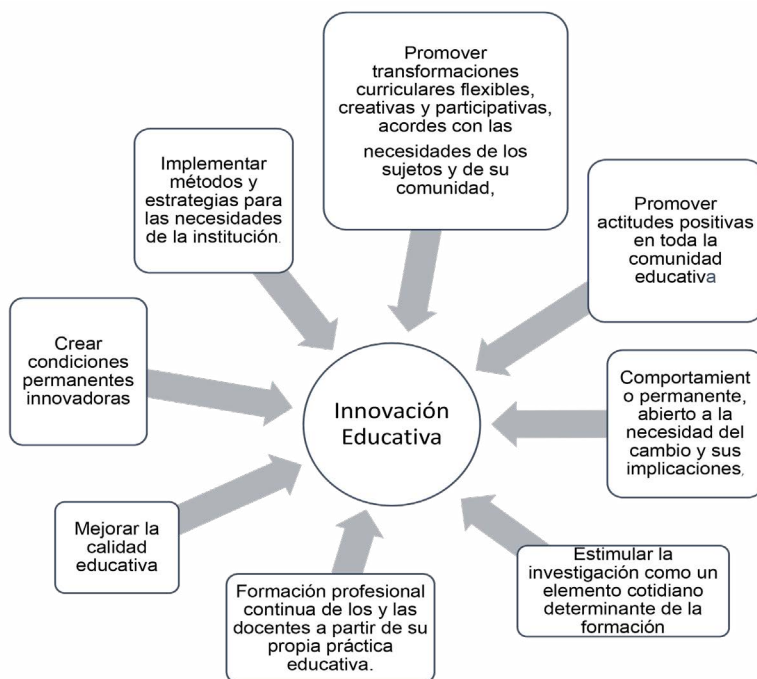 Promover
transformaciones
curriculares flexibles,
creativas y participativas,
acordes con las
necesidades de los
sujetos y de su
comunidad,
Implementar
métodos y
estrategias para
las necesidades
de la institución.
Promover
actitudes positivas
en toda la
comunidad
educativa
Crear
condiciones
permanentes
innovadoras
Innovación
Educativa
Comportamient
o permanente,
abierto a la
necesidad del
cambio y sus
implicaciones,
Mejorar la
calidad
educativa
Formación profesional
continua de los y las
docentes a partir de su
propia práctica
educativa.
Estimular la
investigación como un
elemento cotidiano
determinante de la
formación